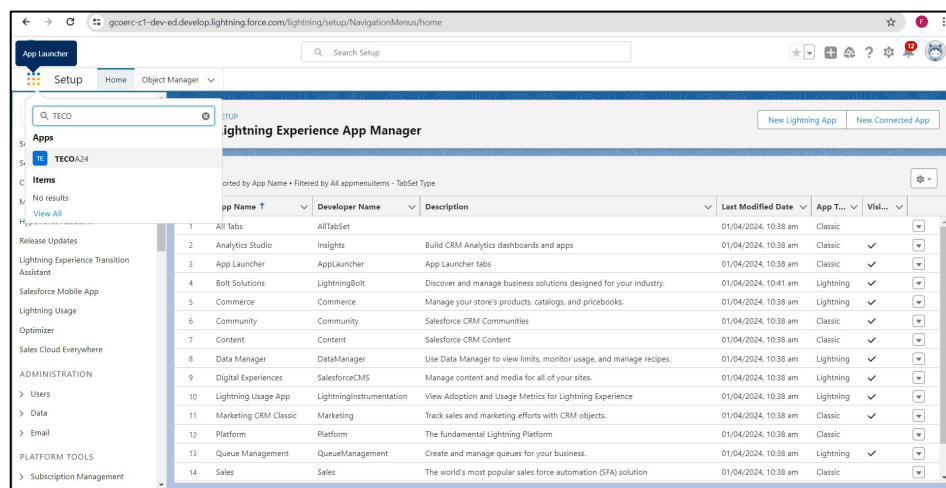 gcoerc-c1-dev-ed.develop.lightning.force.com/lightning/setup/NavigationMenus/home
F
App Launcher
Search Setup
12
Setup Home Object Manager
TECO
Apps
TE TECOA24
Items
No results
View All
SETUP
Lightning Experience App Manager
New Lightning App New Connected App
sorted by App Name • Filtered by All appmenuitems - TabSet Type
App Name ↑ Developer Name Description Last Modified Date App T... Visi...
1 All Tabs AllTabSet 01/04/2024, 10:38 am Classic
2 Analytics Studio Insights Build CRM Analytics dashboards and apps 01/04/2024, 10:38 am Classic
3 App Launcher AppLauncher App Launcher tabs 01/04/2024, 10:38 am Classic
4 Bolt Solutions LightningBolt Discover and manage business solutions designed for your industry. 01/04/2024, 10:41 am Lightning
5 Commerce Commerce Manage your store's products, catalogs, and pricebooks. 01/04/2024, 10:38 am Lightning
6 Community Community Salesforce CRM Communities 01/04/2024, 10:38 am Classic
7 Content Content Salesforce CRM Content 01/04/2024, 10:38 am Classic
8 Data Manager DataManager Use Data Manager to view limits, monitor usage, and manage recipes. 01/04/2024, 10:38 am Lightning
9 Digital Experiences SalesforceCMS Manage content and media for all of your sites. 01/04/2024, 10:38 am Lightning
10 Lightning Usage App LightningInstrumentation View Adoption and Usage Metrics for Lightning Experience 01/04/2024, 10:38 am Lightning
11 Marketing CRM Classic Marketing Track sales and marketing efforts with CRM objects. 01/04/2024, 10:38 am Classic
12 Platform Platform The fundamental Lightning Platform 01/04/2024, 10:38 am Classic
13 Queue Management QueueManagement Create and manage queues for your business. 01/04/2024, 10:38 am Lightning
14 Sales Sales The world's most popular sales force automation (SFA) solution 01/04/2024, 10:38 am Classic
Release Updates
Lightning Experience Transition
Assistant
Salesforce Mobile App
Lightning Usage
Optimizer
Sales Cloud Everywhere
ADMINISTRATION
Users
Data
Email
PLATFORM TOOLS
Subscription Management